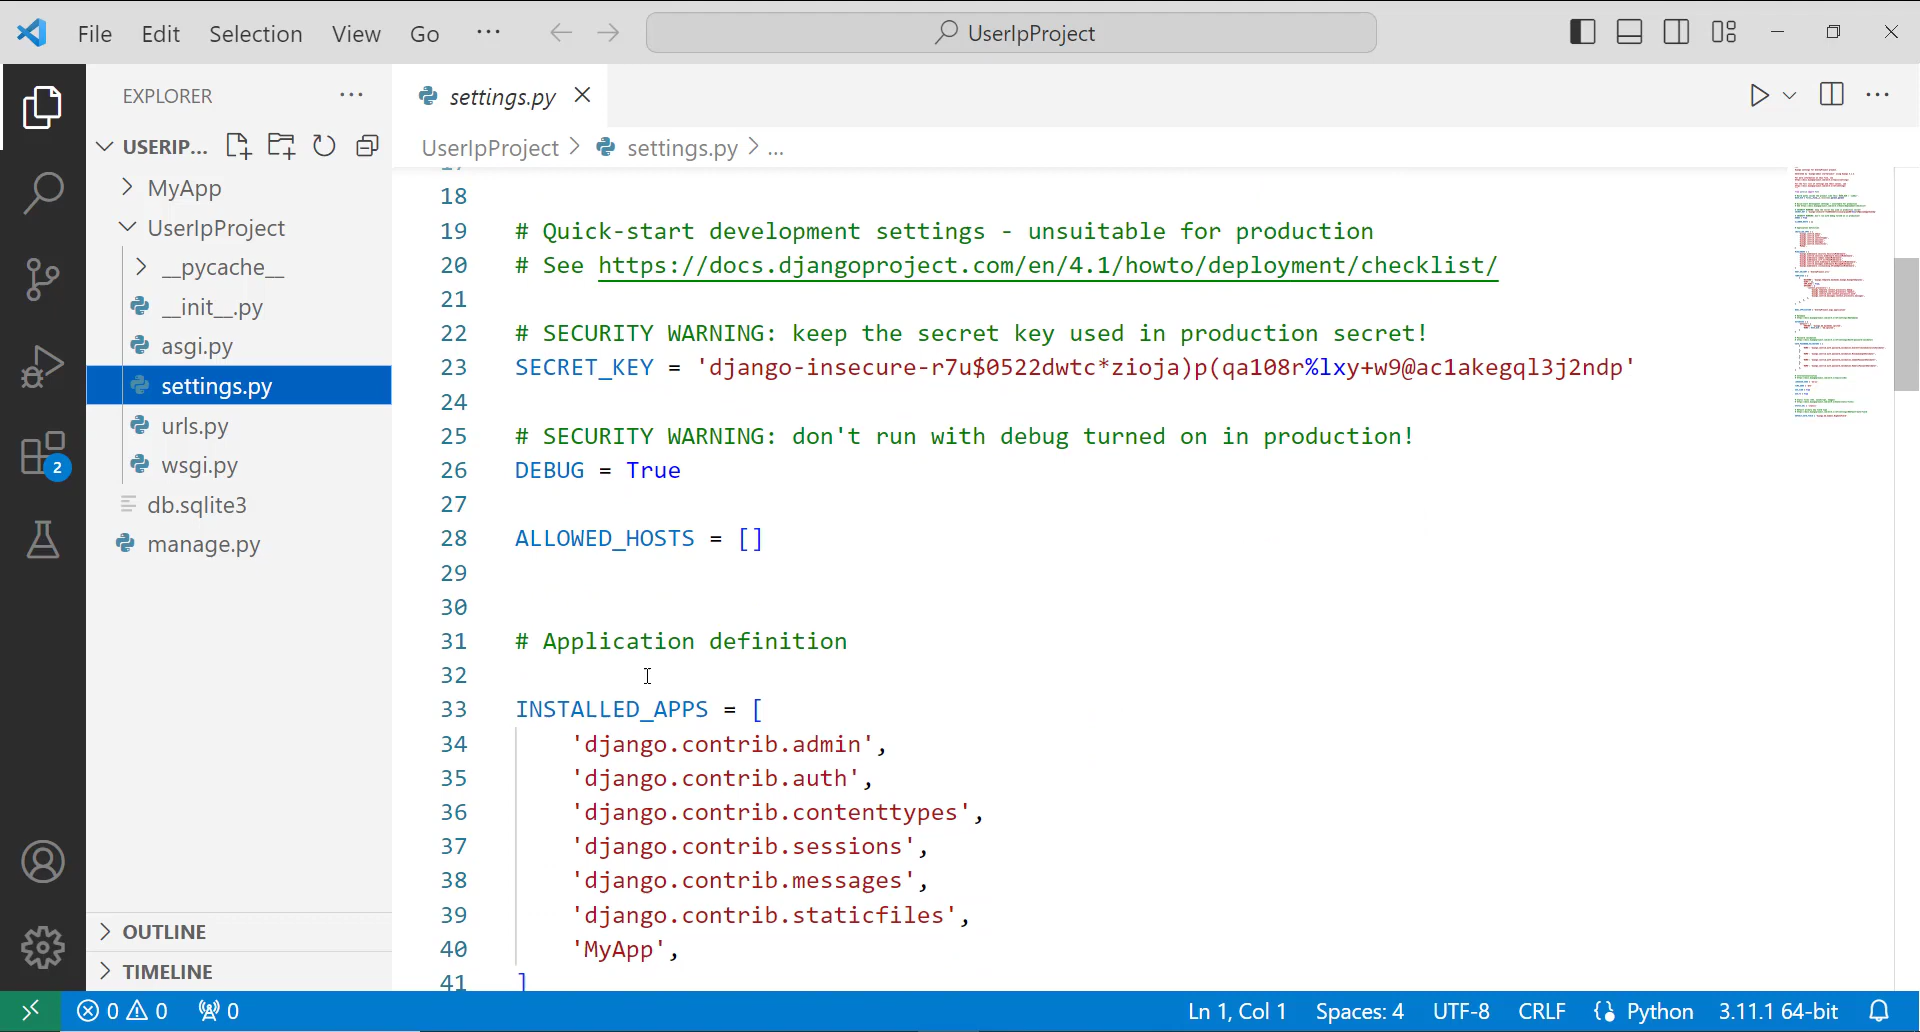 File Edit Selection View Go ··· UserIpProject
EXPLORER ···
settings.py
USERIP...
UserIpProject > settings.py > ...
MyApp
UserIpProject
__pycache__
__init__.py
asgi.py
settings.py
urls.py
wsgi.py
db.sqlite3
manage.py
OUTLINE
TIMELINE
2
18
19 # Quick-start development settings - unsuitable for production
20 # See https://docs.djangoproject.com/en/4.1/howto/deployment/checklist/
21
22 # SECURITY WARNING: keep the secret key used in production secret!
23 SECRET_KEY = 'django-insecure-r7u$0522dwtc*zioja)p(qa108r%lxy+w9@ac1akegql3j2ndp'
24
25 # SECURITY WARNING: don't run with debug turned on in production!
26 DEBUG = True
27
28 ALLOWED_HOSTS = []
29
30
31 # Application definition
32
33 INSTALLED_APPS = [
34 'django.contrib.admin',
35 'django.contrib.auth',
36 'django.contrib.contenttypes',
37 'django.contrib.sessions',
38 'django.contrib.messages',
39 'django.contrib.staticfiles',
40 'MyApp',
41 ]
0 0 0 Ln 1, Col 1 Spaces: 4 UTF-8 CRLF Python 3.11.1 64-bit